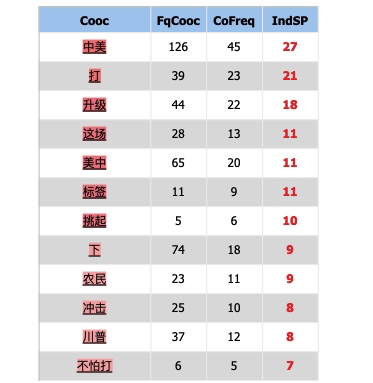 Cooc FqCooc CoFreq IndSP
中美 126 45 27
打 39 23 21
升级 44 22 18
这场 28 13 11
美中 65 20 11
标签 11 9 11
挑起 5 6 10
下 74 18 9
农民 23 11 9
冲击 25 10 8
川普 37 12 8
不怕打 6 5 7